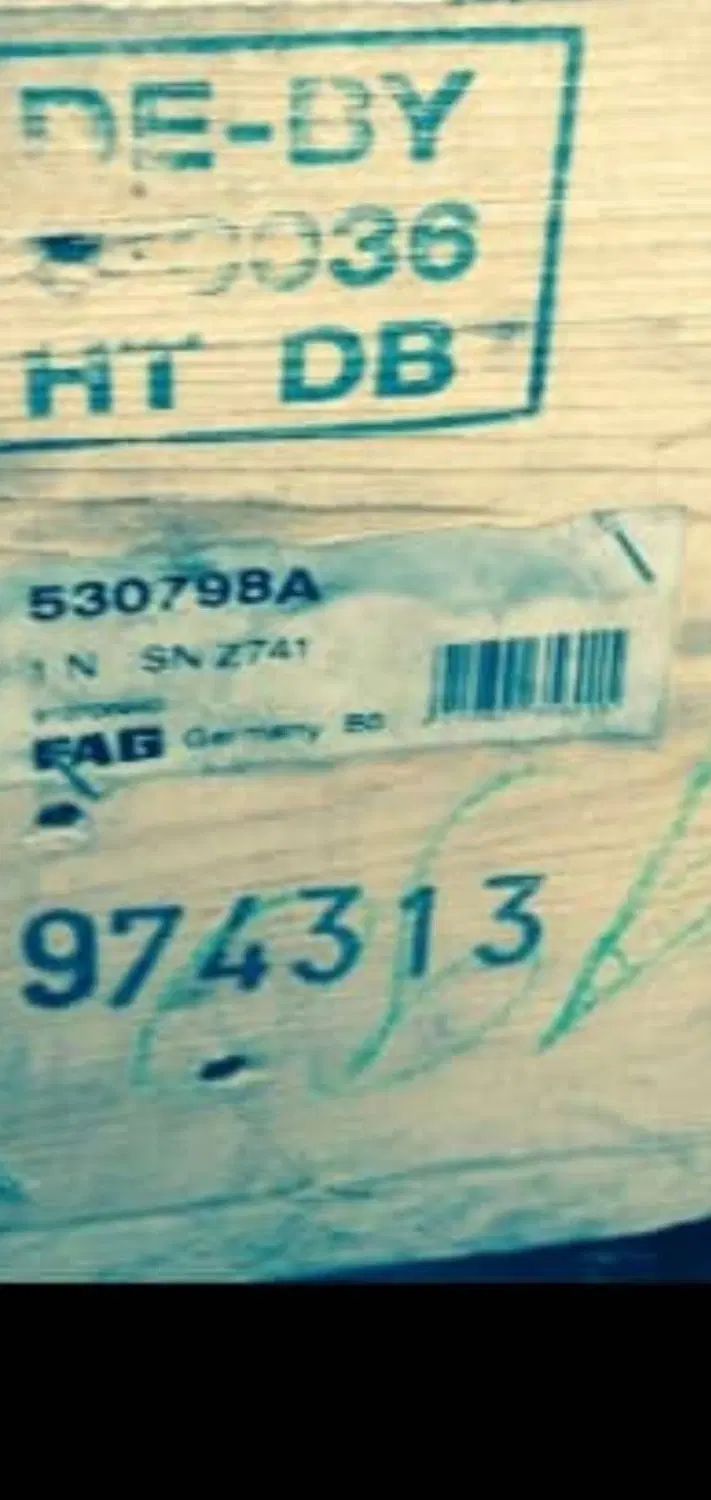 DE-BY
036
HT DB
530798A
1 N SN Z741
FAG Germany
974313